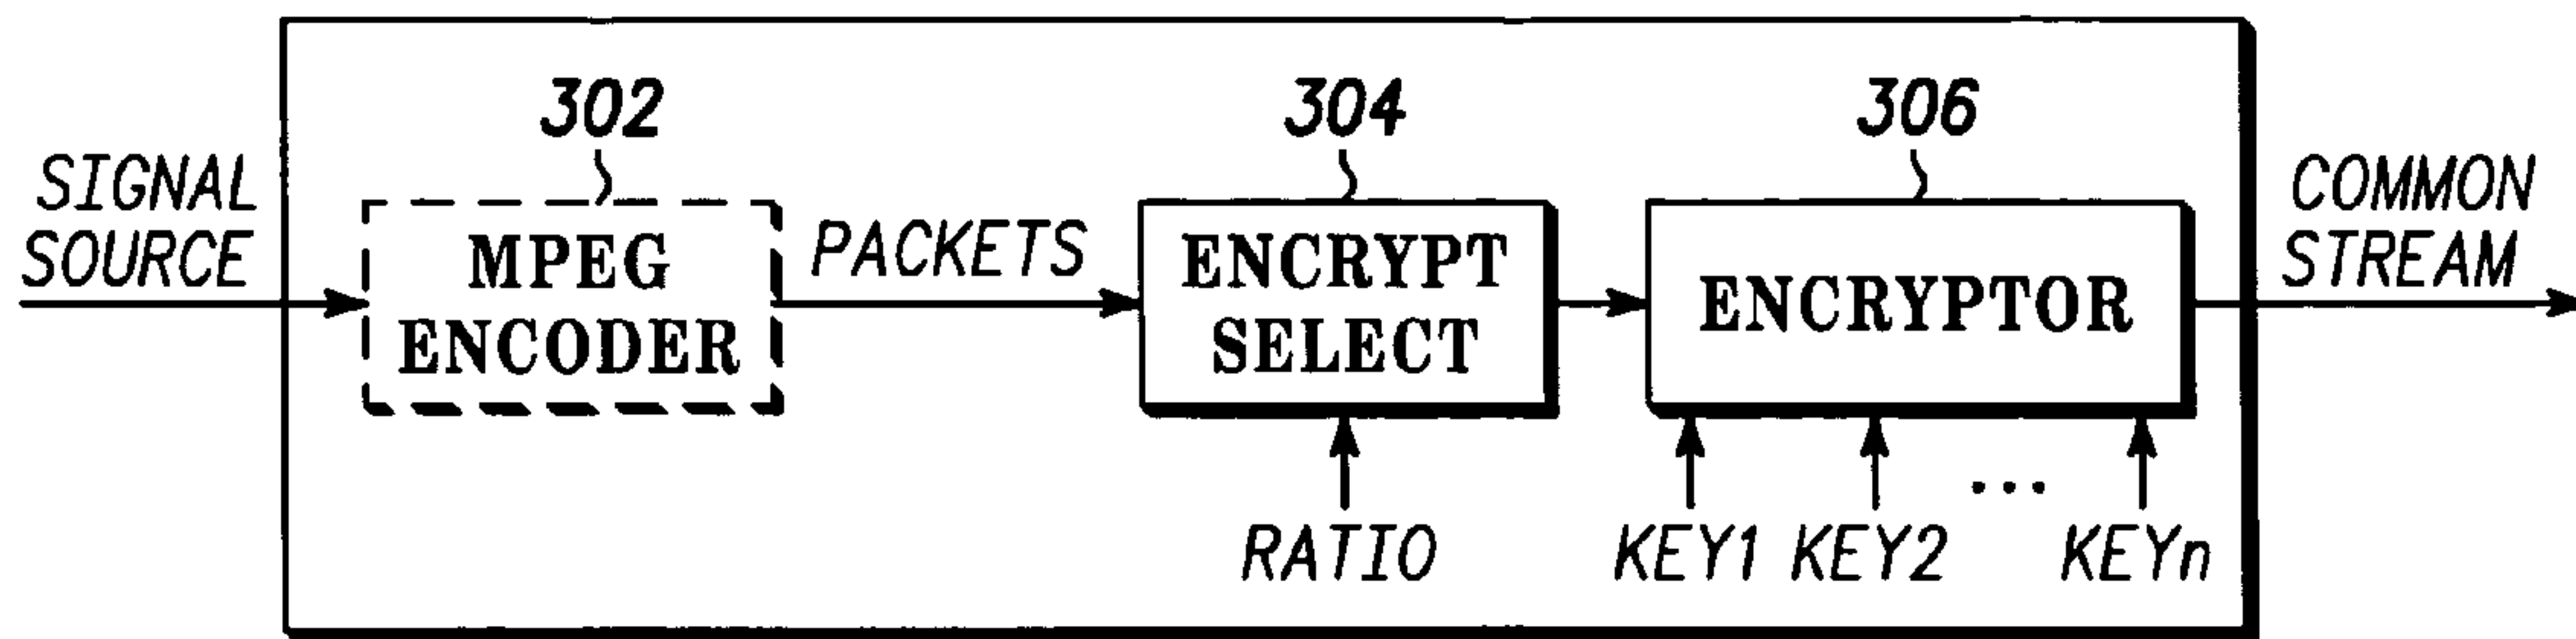 302
304
306
SIGNAL
SOURCE
MPEG
ENCODER
PACKETS
ENCRYPT
SELECT
ENCRYPTOR
COMMON
STREAM
RATIO
KEY1 KEY2 ... KEYn